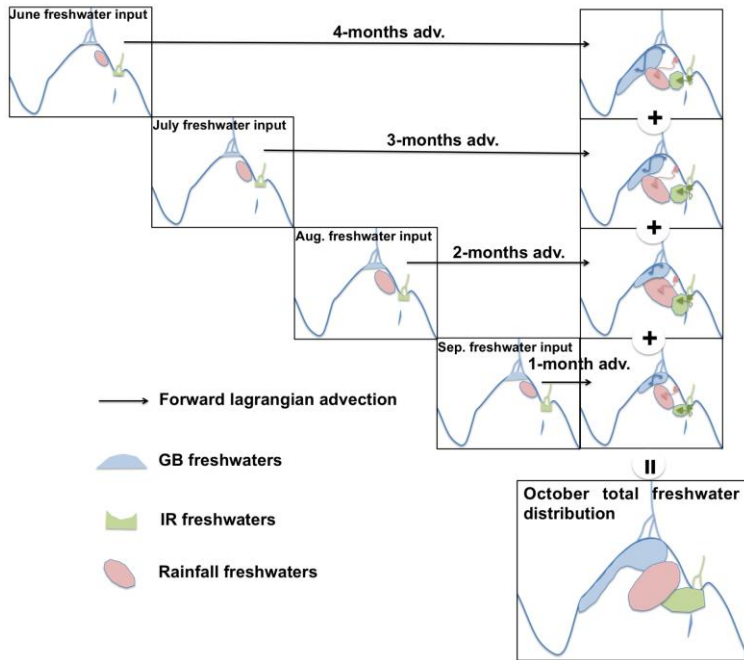 June freshwater input
4-months adv.
+
July freshwater input
3-months adv.
+
Aug. freshwater input
2-months adv.
+
Sep. freshwater input
1-month adv.
=
Forward lagrangian advection
GB freshwaters
IR freshwaters
Rainfall freshwaters
October total freshwater
distribution